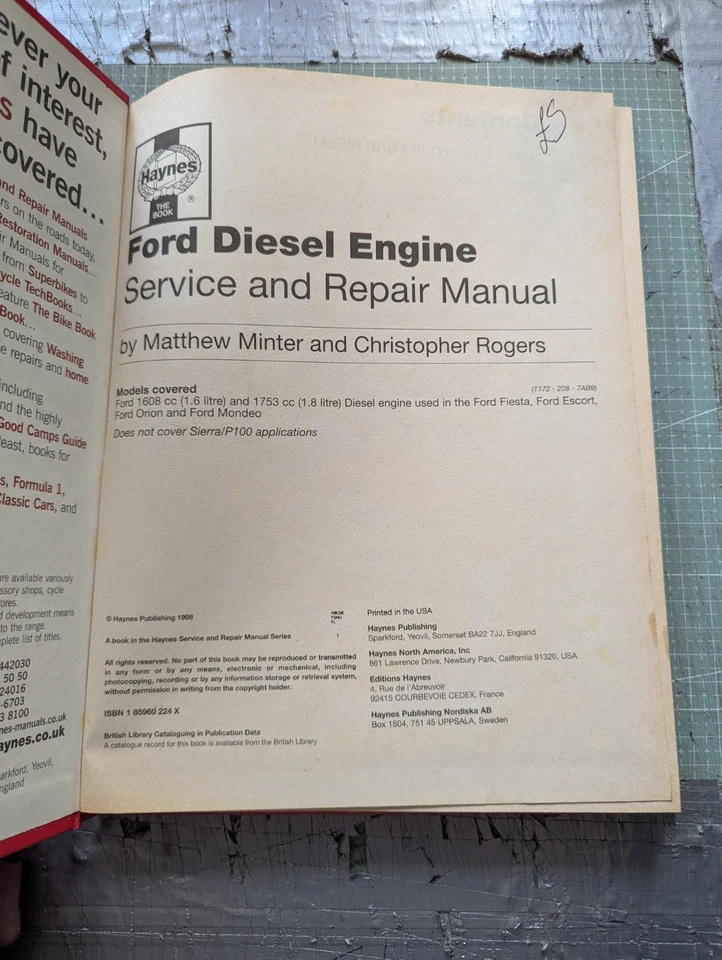 ever your
f interest,
s have
covered...
and Repair Manuals
rs on the roads today,
Restoration Manuals...
ir Manuals for
from Superbikes to
cycle TechBooks...
eature The Bike Book
Book...
covering Washing
e repairs and home
including
nd the highly
Good Camps Guide
least, books for
s, Formula 1,
Classic Cars, and
are available variously
ssory shops, cycle
ores.
d development means
to the range.
plete list of titles,
442030
50 50
24016
-6703
3 8100
nes-manuals.co.uk
aynes.co.uk
arkford, Yeovil,
ngland
£5
Haynes
THE
BOOK
®
Ford Diesel Engine
Service and Repair Manual
by Matthew Minter and Christopher Rogers
Models covered
(1172 - 208 - 7AB9)
Ford 1608 cc (1.6 litre) and 1753 cc (1.8 litre) Diesel engine used in the Ford Fiesta, Ford Escort,
Ford Orion and Ford Mondeo
Does not cover Sierra/P100 applications
© Haynes Publishing 1998
A book in the Haynes Service and Repair Manual Series
All rights reserved. No part of this book may be reproduced or transmitted
in any form or by any means, electronic or mechanical, including
photocopying, recording or by any information storage or retrieval system,
without permission in writing from the copyright holder.
ISBN 1 85960 224 X
British Library Cataloguing in Publication Data
A catalogue record for this book is available from the British Library
ABCDE
FGHIJ
KL
1
Printed in the USA
Haynes Publishing
Sparkford, Yeovil, Somerset BA22 7JJ, England
Haynes North America, Inc
861 Lawrence Drive, Newbury Park, California 91320, USA
Editions Haynes
4, Rue de l'Abreuvoir
92415 COURBEVOIE CEDEX, France
Haynes Publishing Nordiska AB
Box 1504, 751 45 UPPSALA, Sweden